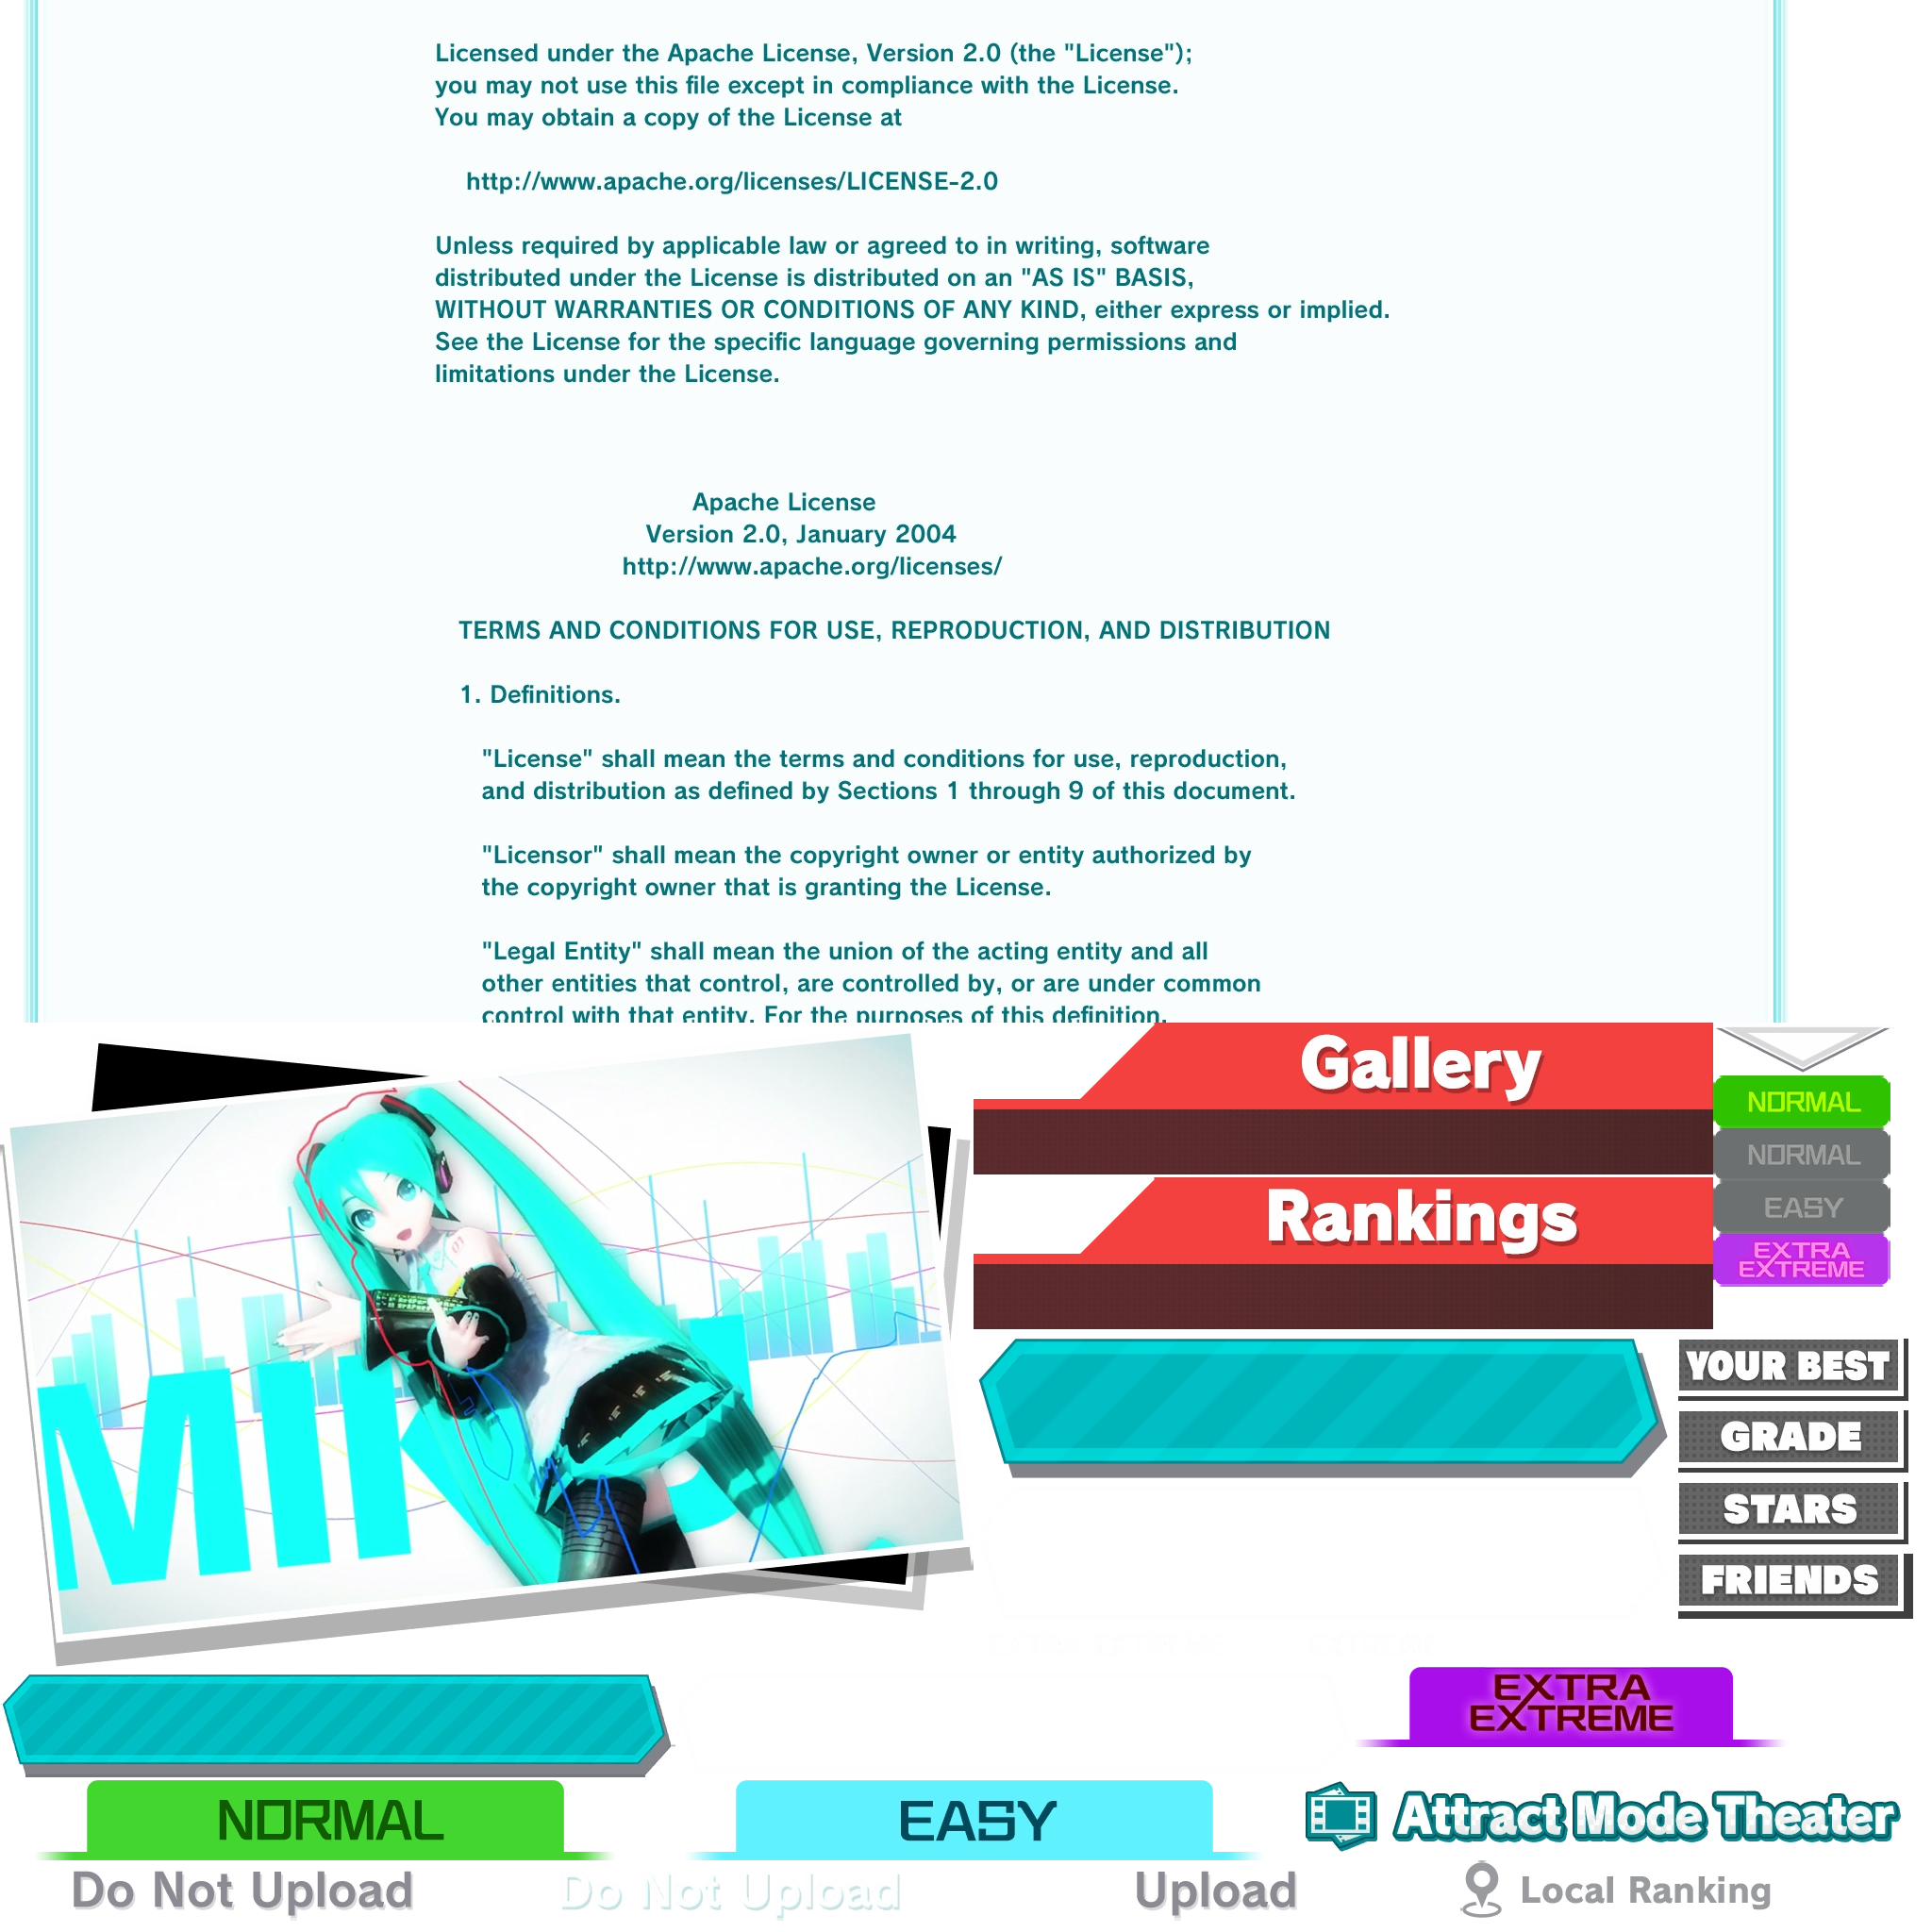 Licensed under the Apache License, Version 2.0 (the "License");
you may not use this file except in compliance with the License.
You may obtain a copy of the License at
http://www.apache.org/licenses/LICENSE-2.0
Unless required by applicable law or agreed to in writing, software
distributed under the License is distributed on an "AS IS" BASIS,
WITHOUT WARRANTIES OR CONDITIONS OF ANY KIND, either express or implied.
See the License for the specific language governing permissions and
limitations under the License.
Apache License
Version 2.0, January 2004
http://www.apache.org/licenses/
TERMS AND CONDITIONS FOR USE, REPRODUCTION, AND DISTRIBUTION
1. Definitions.
"License" shall mean the terms and conditions for use, reproduction,
and distribution as defined by Sections 1 through 9 of this document.
"Licensor" shall mean the copyright owner or entity authorized by
the copyright owner that is granting the License.
"Legal Entity" shall mean the union of the acting entity and all
other entities that control, are controlled by, or are under common
control with that entity. For the purposes of this definition,
Gallery
NORMAL
NORMAL
Rankings
EASY
EXTRA
EXTREME
MIK
YOUR BEST
GRADE
STARS
FRIENDS
EXTRA
EXTREME
NORMAL
EASY
Attract Mode Theater
Do Not Upload
Do Not Upload
Upload
Local Ranking